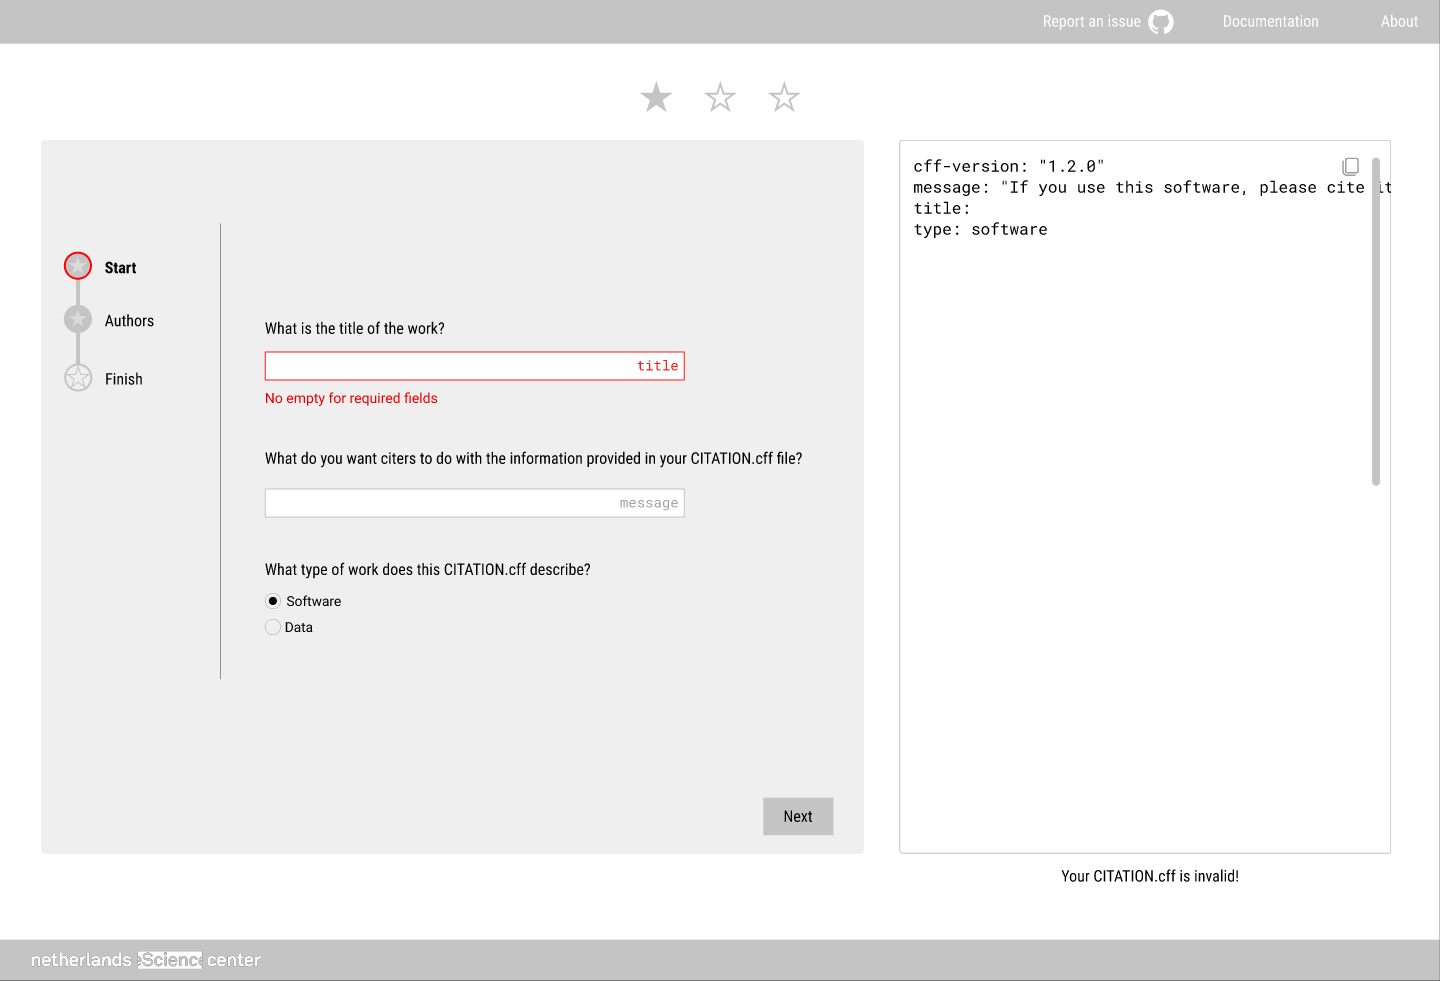 Report an issue
Documentation
About
Start
Authors
Finish
What is the title of the work?
title
No empty for required fields
What do you want citers to do with the information provided in your CITATION.cff file?
message
What type of work does this CITATION.cff describe?
Software
Data
Next
cff-version: "1.2.0"
message: "If you use this software, please cite it
title:
type: software
Your CITATION.cff is invalid!
netherlands eScience center